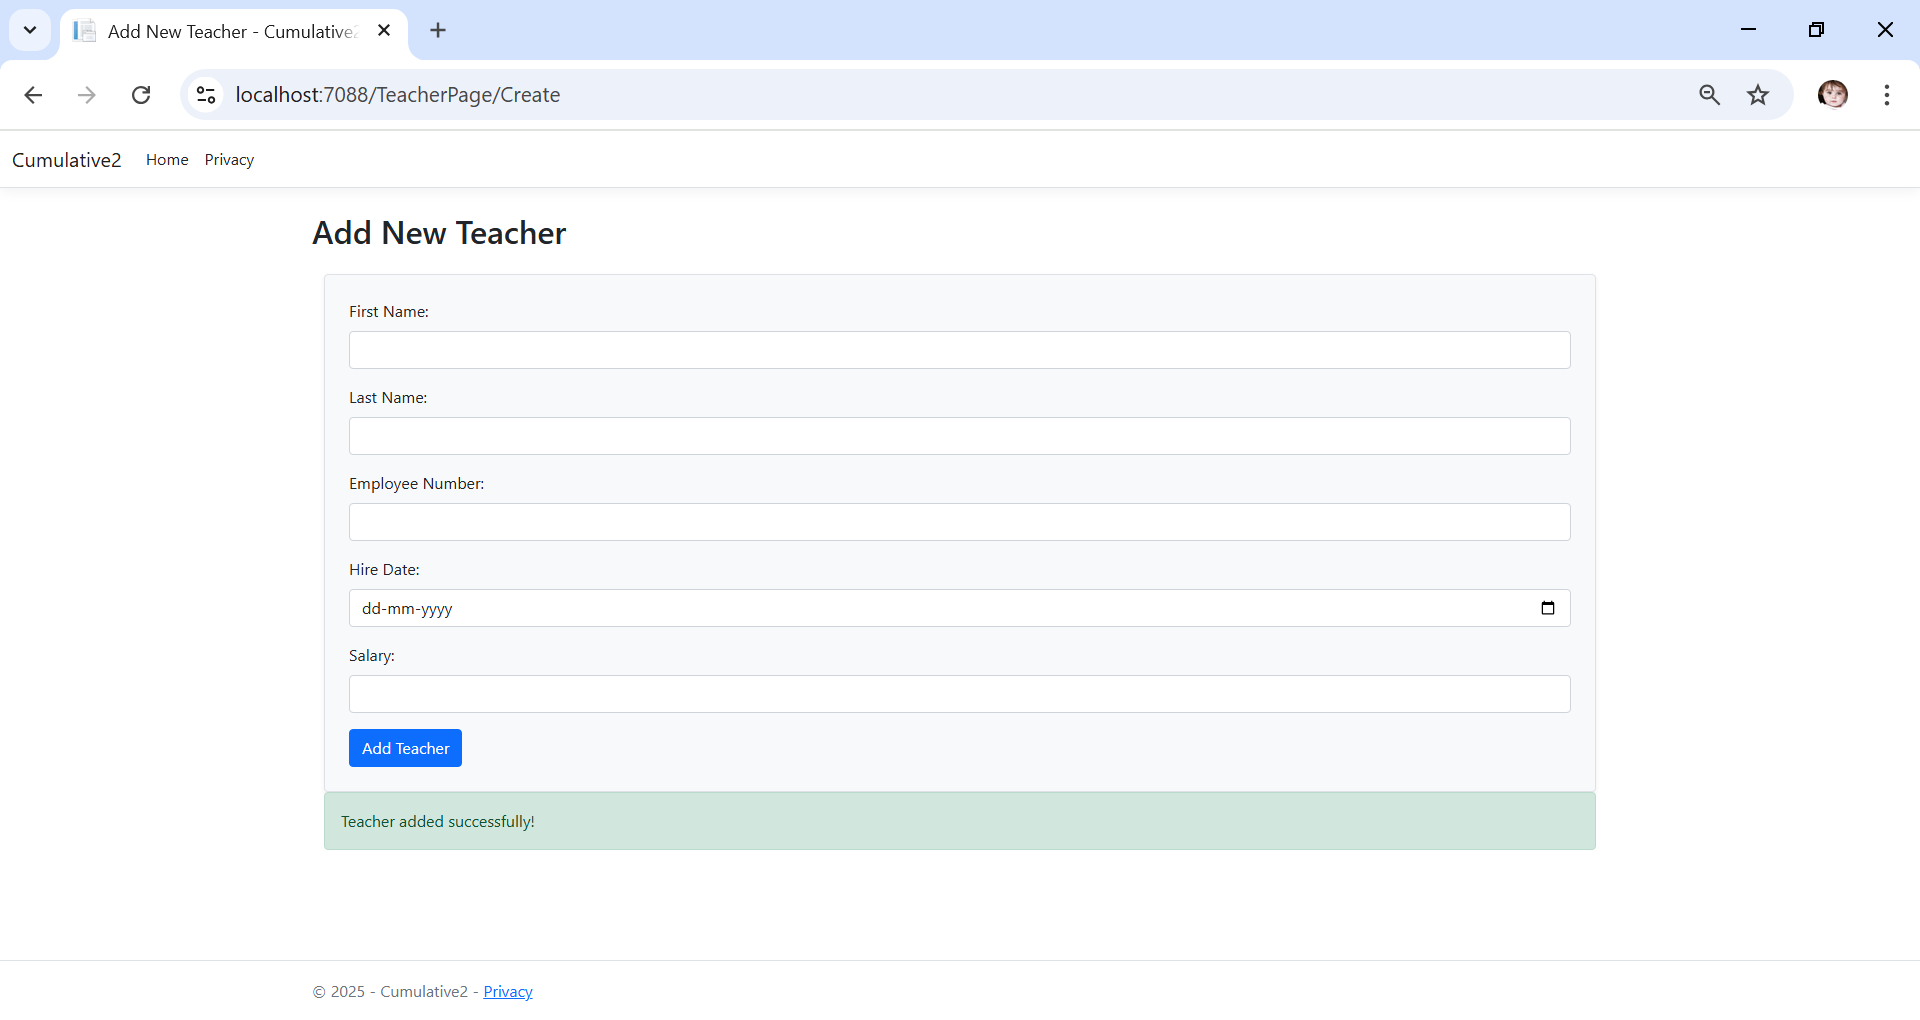 Add New Teacher - Cumulative2
localhost:7088/TeacherPage/Create
Cumulative2 Home Privacy
Add New Teacher
First Name:
Last Name:
Employee Number:
Hire Date:
dd-mm-yyyy
Salary:
Add Teacher
Teacher added successfully!
© 2025 - Cumulative2 - Privacy